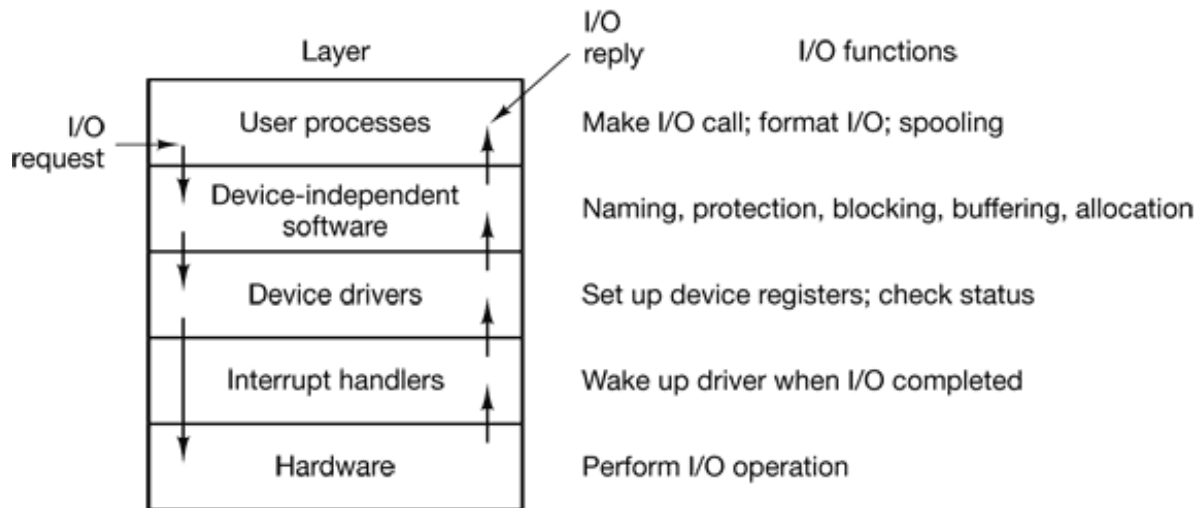 Layer
I/O
reply
I/O functions
I/O
request
User processes
Make I/O call; format I/O; spooling
Device-independent
software
Naming, protection, blocking, buffering, allocation
Device drivers
Set up device registers; check status
Interrupt handlers
Wake up driver when I/O completed
Hardware
Perform I/O operation